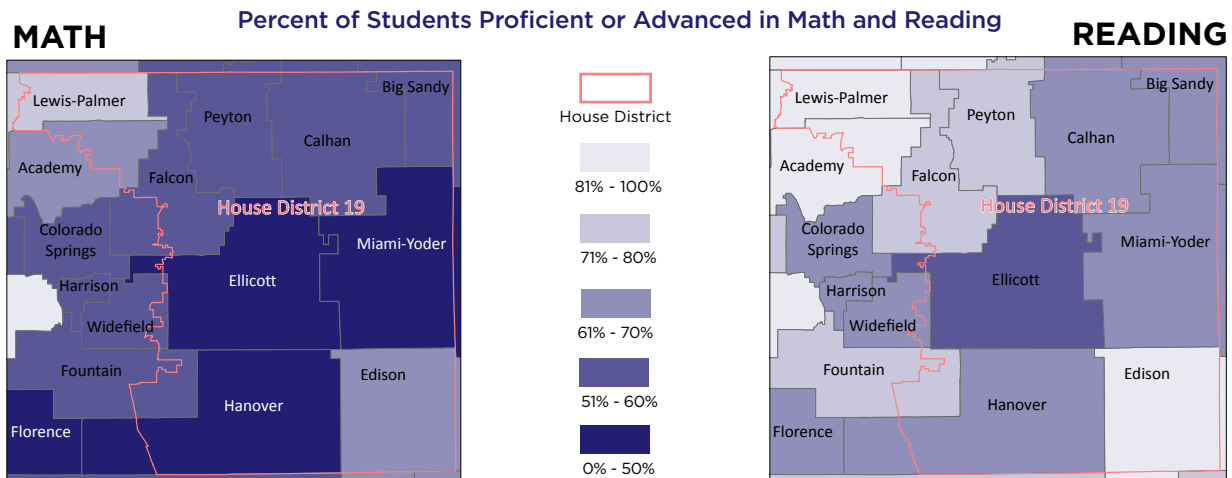 Percent of Students Proficient or Advanced in Math and Reading
MATH
Lewis-Palmer
Big Sandy
Peyton
Calhan
Academy
Falcon
House District 19
Colorado
Springs
Miami-Yoder
Ellicott
Harrison
Widefield
Fountain
Edison
Hanover
Florence
House District
81% - 100%
71% - 80%
61% - 70%
51% - 60%
0% - 50%
READING
Lewis-Palmer
Big Sandy
Peyton
Calhan
Academy
Falcon
House District 19
Colorado
Springs
Miami-Yoder
Ellicott
Harrison
Widefield
Fountain
Edison
Hanover
Florence